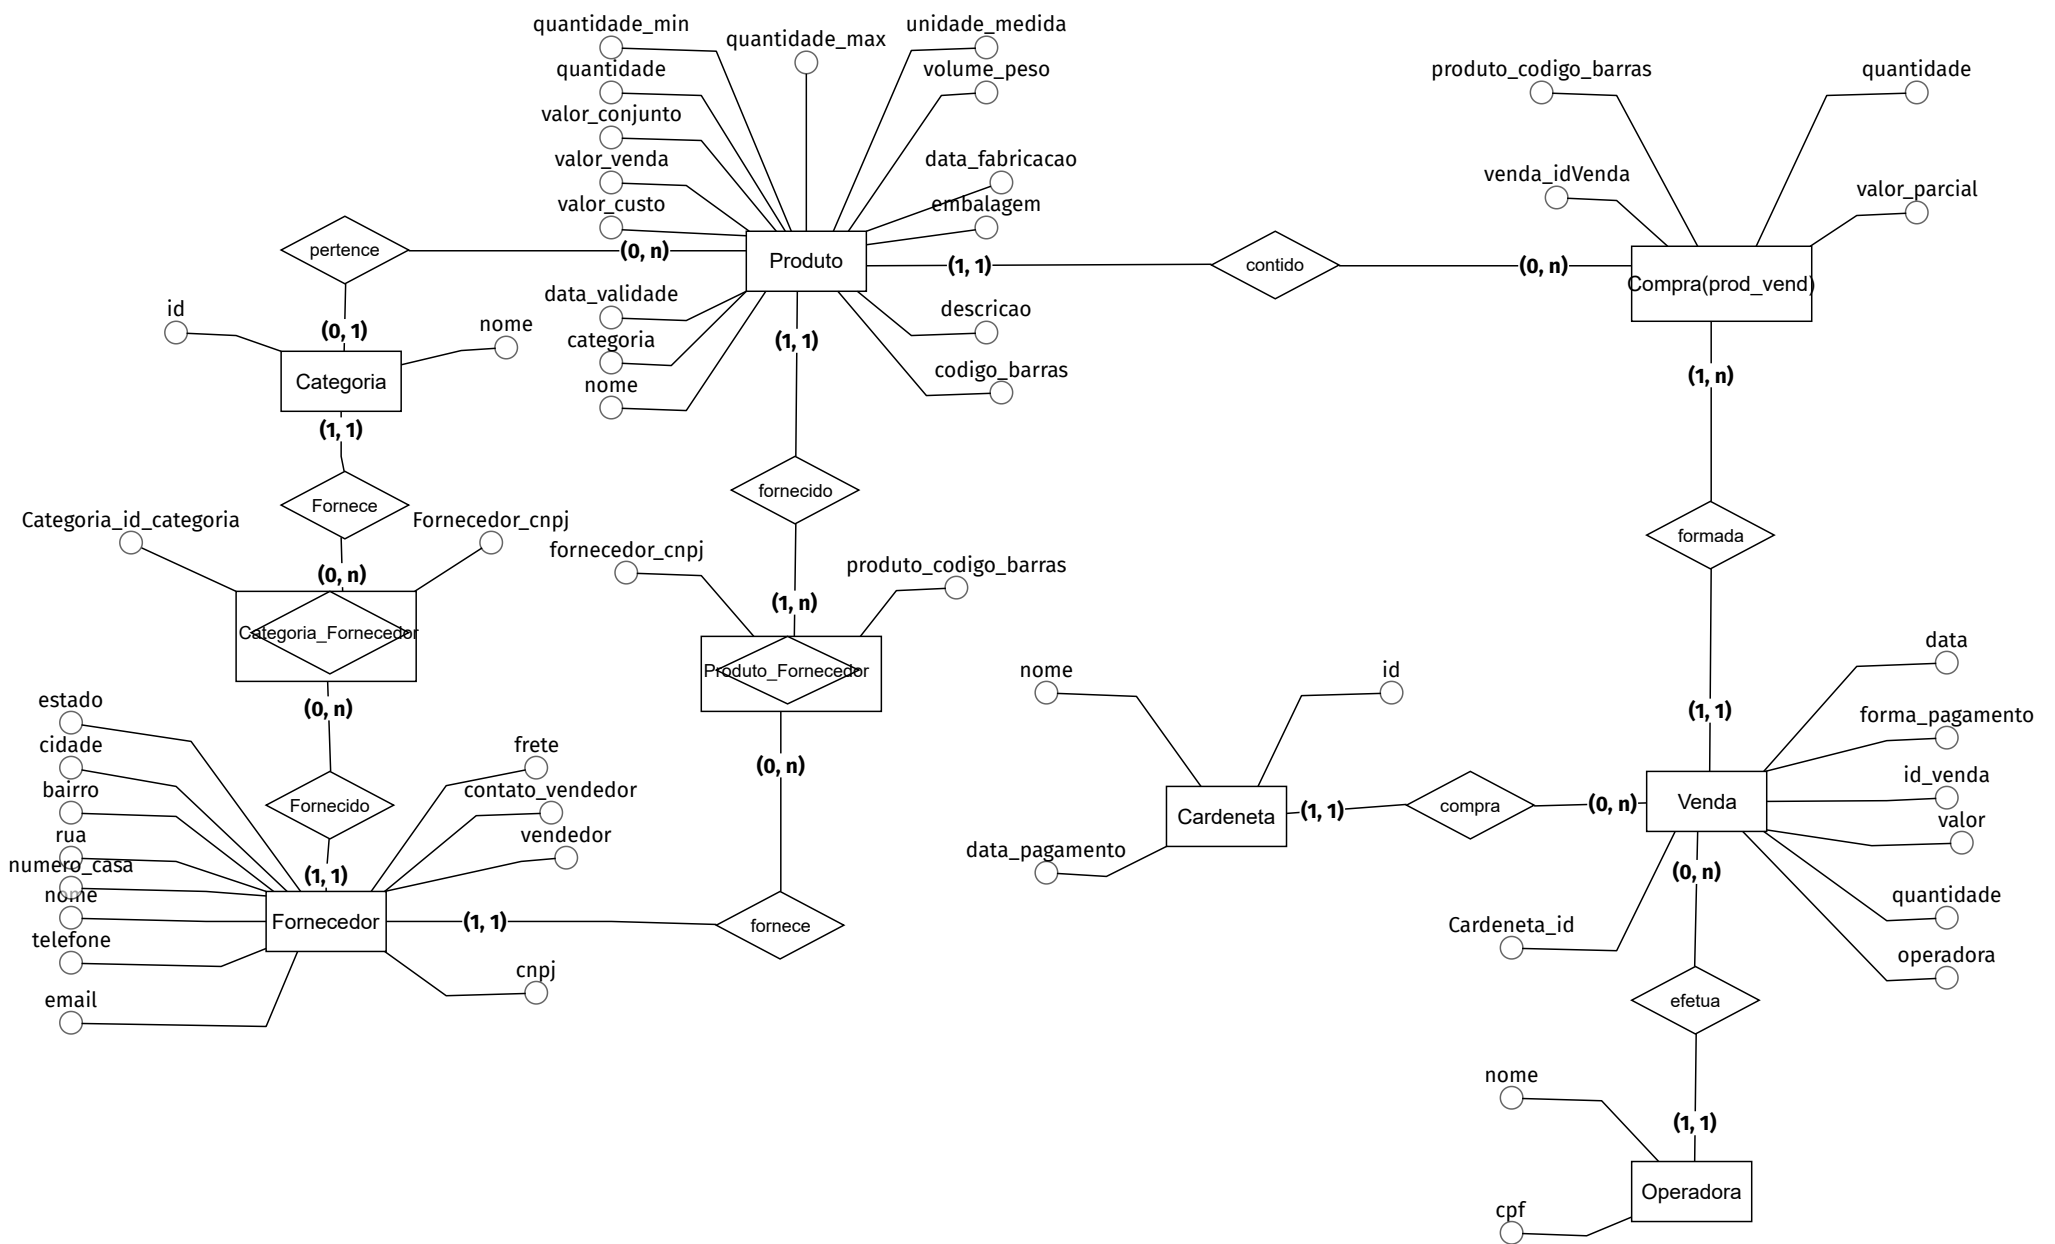 quantidade_min
quantidade_max
unidade_medida
quantidade
volume_peso
valor_conjunto
valor_venda
data_fabricacao
valor_custo
embalagem
Produto
data_validade
categoria
nome
descricao
codigo_barras
pertence
(0, n)
(0, 1)
id
nome
Categoria
(1, 1)
Fornece
(0, n)
Categoria_id_categoria
Fornecedor_cnpj
Categoria_Fornecedor
(0, n)
Fornecido
(1, 1)
estado
cidade
bairro
rua
numero_casa
nome
telefone
email
frete
contato_vendedor
vendedor
cnpj
Fornecedor
(1, 1)
fornece
(0, n)
(1, 1)
fornecido
(1, n)
fornecedor_cnpj
produto_codigo_barras
Produto_Fornecedor
(1, 1)
contido
(0, n)
produto_codigo_barras
quantidade
venda_idVenda
valor_parcial
Compra(prod_vend)
(1, n)
formada
(1, 1)
nome
id
data_pagamento
Cardeneta
(1, 1)
compra
(0, n)
Venda
data
forma_pagamento
id_venda
valor
quantidade
operadora
Cardeneta_id
(0, n)
efetua
(1, 1)
nome
cpf
Operadora